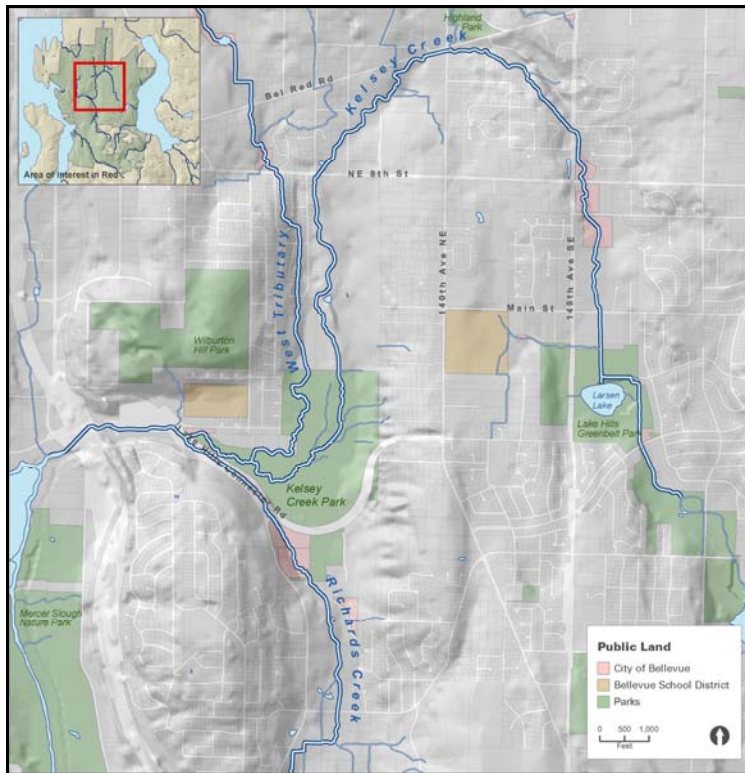 Highland
Park
Kelsey Creek
Bel Red Rd
Area of Interest in Red
NE 8th St
West Tributary
140th Ave NE
148th Ave SE
Main St
Wilburton
Hill Park
Larsen
Lake
Lake Hills
Greenbelt Park
Kelsey
Creek Park
Richards Creek
Mercer Slough
Nature Park
Public Land
City of Bellevue
Bellevue School District
Parks
0 500 1,000
Feet